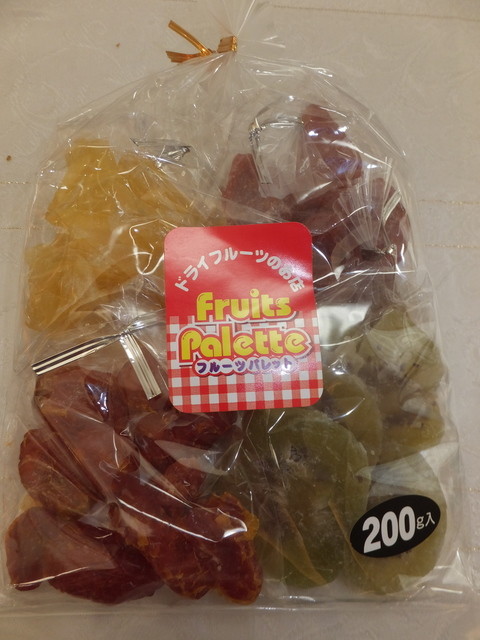 ドライフルーツのお店
Fruits
Palette
フルーツパレット
200g入